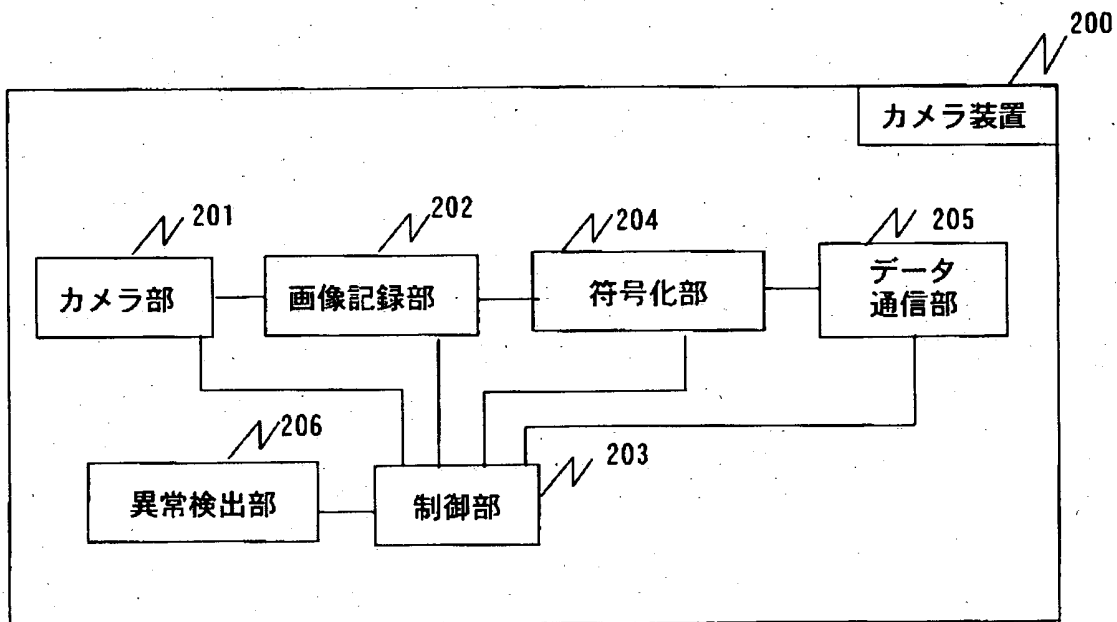 200
カメラ装置
201
202
204
205
カメラ部
画像記録部
符号化部
データ
通信部
206
203
異常検出部
制御部